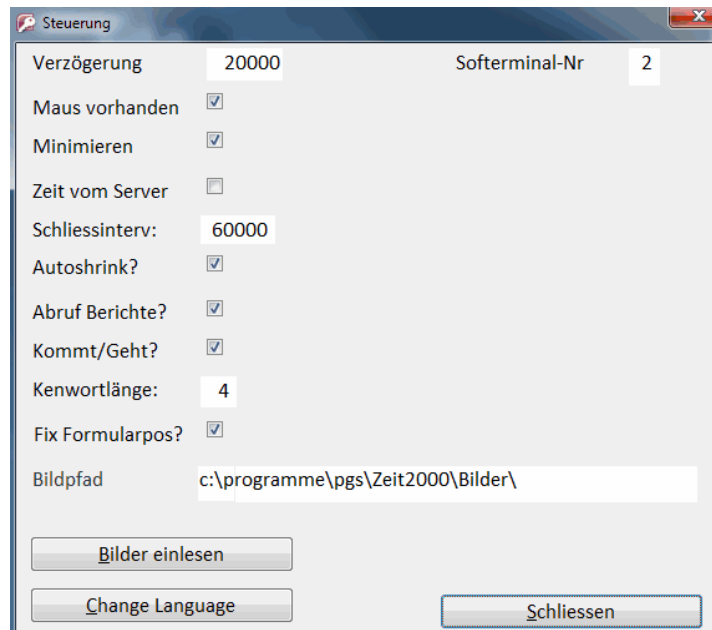 Steuerung
Verzögerung 20000 Softerminal-Nr 2
Maus vorhanden
Minimieren
Zeit vom Server
Schliessinterv: 60000
Autoshrink?
Abruf Berichte?
Kommt/Geht?
Kenwortlänge: 4
Fix Formularpos?
Bildpfad c:\programme\pgs\Zeit2000\Bilder\
Bilder einlesen
Change Language Schliessen